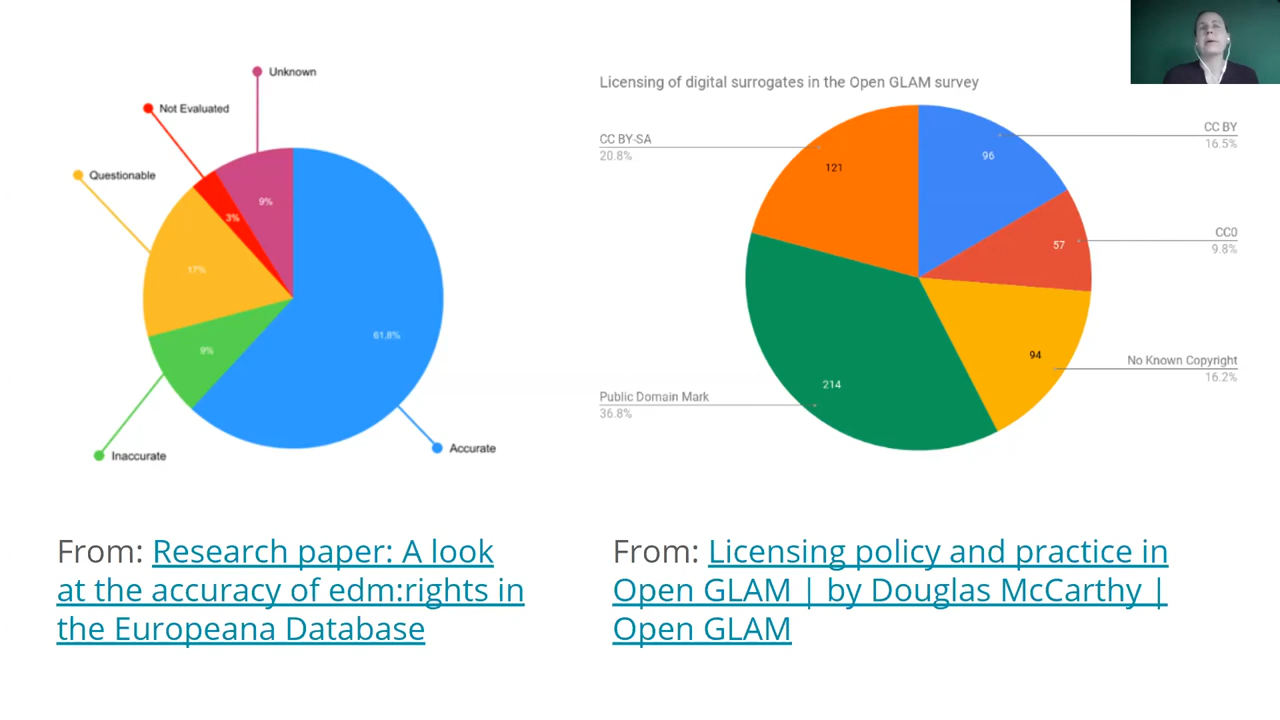 Unknown
Not Evaluated
Questionable
9%
3%
17%
61,8%
9%
Inaccurate
Accurate
From: Research paper: A look
at the accuracy of edm:rights in
the Europeana Database
Licensing of digital surrogates in the Open GLAM survey
CC BY-SA
20.8%
121
96
CC BY
16.5%
57
CC0
9.8%
94
No Known Copyright
16.2%
214
Public Domain Mark
36.8%
From: Licensing policy and practice in
Open GLAM | by Douglas McCarthy |
Open GLAM